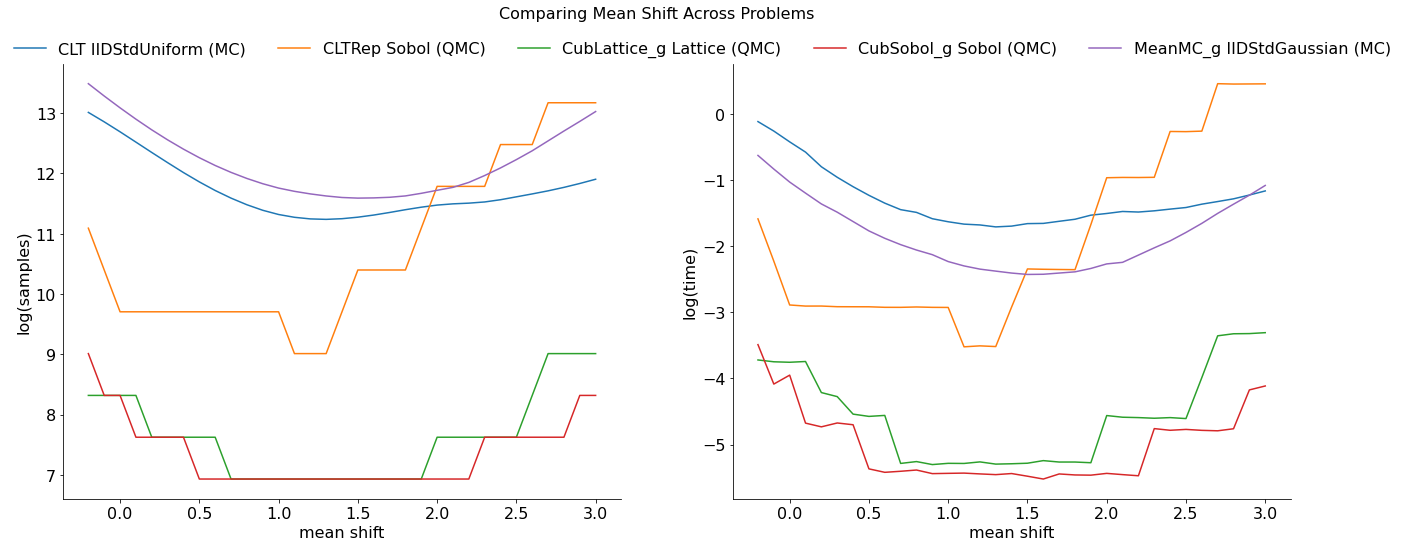 Comparing Mean Shift Across Problems
CLT IIDStdUniform (MC) CLTRep Sobol (QMC) CubLattice_g Lattice (QMC) CubSobol_g Sobol (QMC) MeanMC_g IIDStdGaussian (MC)
log(samples)
13
12
11
10
9
8
7
0.0 0.5 1.0 1.5 2.0 2.5 3.0
mean shift
log(time)
0
−1
−2
−3
−4
−5
0.0 0.5 1.0 1.5 2.0 2.5 3.0
mean shift